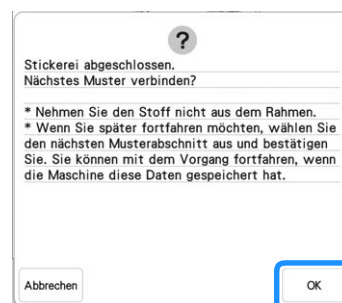 ?
Stickerei abgeschlossen.
Nächstes Muster verbinden?
* Nehmen Sie den Stoff nicht aus dem Rahmen.
* Wenn Sie später fortfahren möchten, wählen Sie
den nächsten Musterabschnitt aus und bestätigen
Sie. Sie können mit dem Vorgang fortfahren, wenn
die Maschine diese Daten gespeichert hat.
Abbrechen
OK